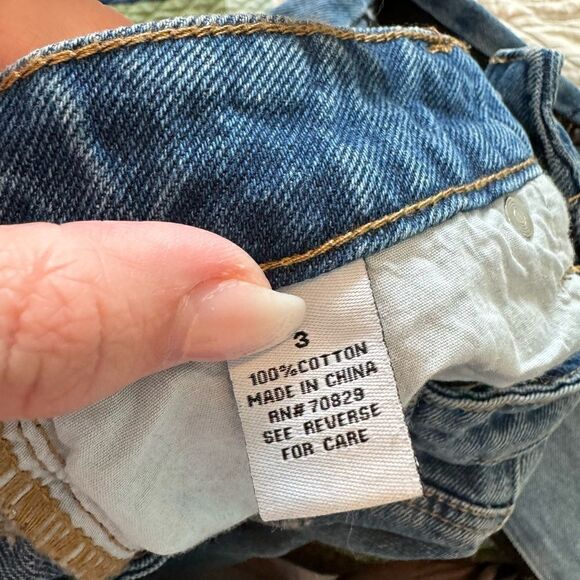 3
100%COTTON
MADE IN CHINA
RN# 70829
SEE REVERSE
FOR CARE